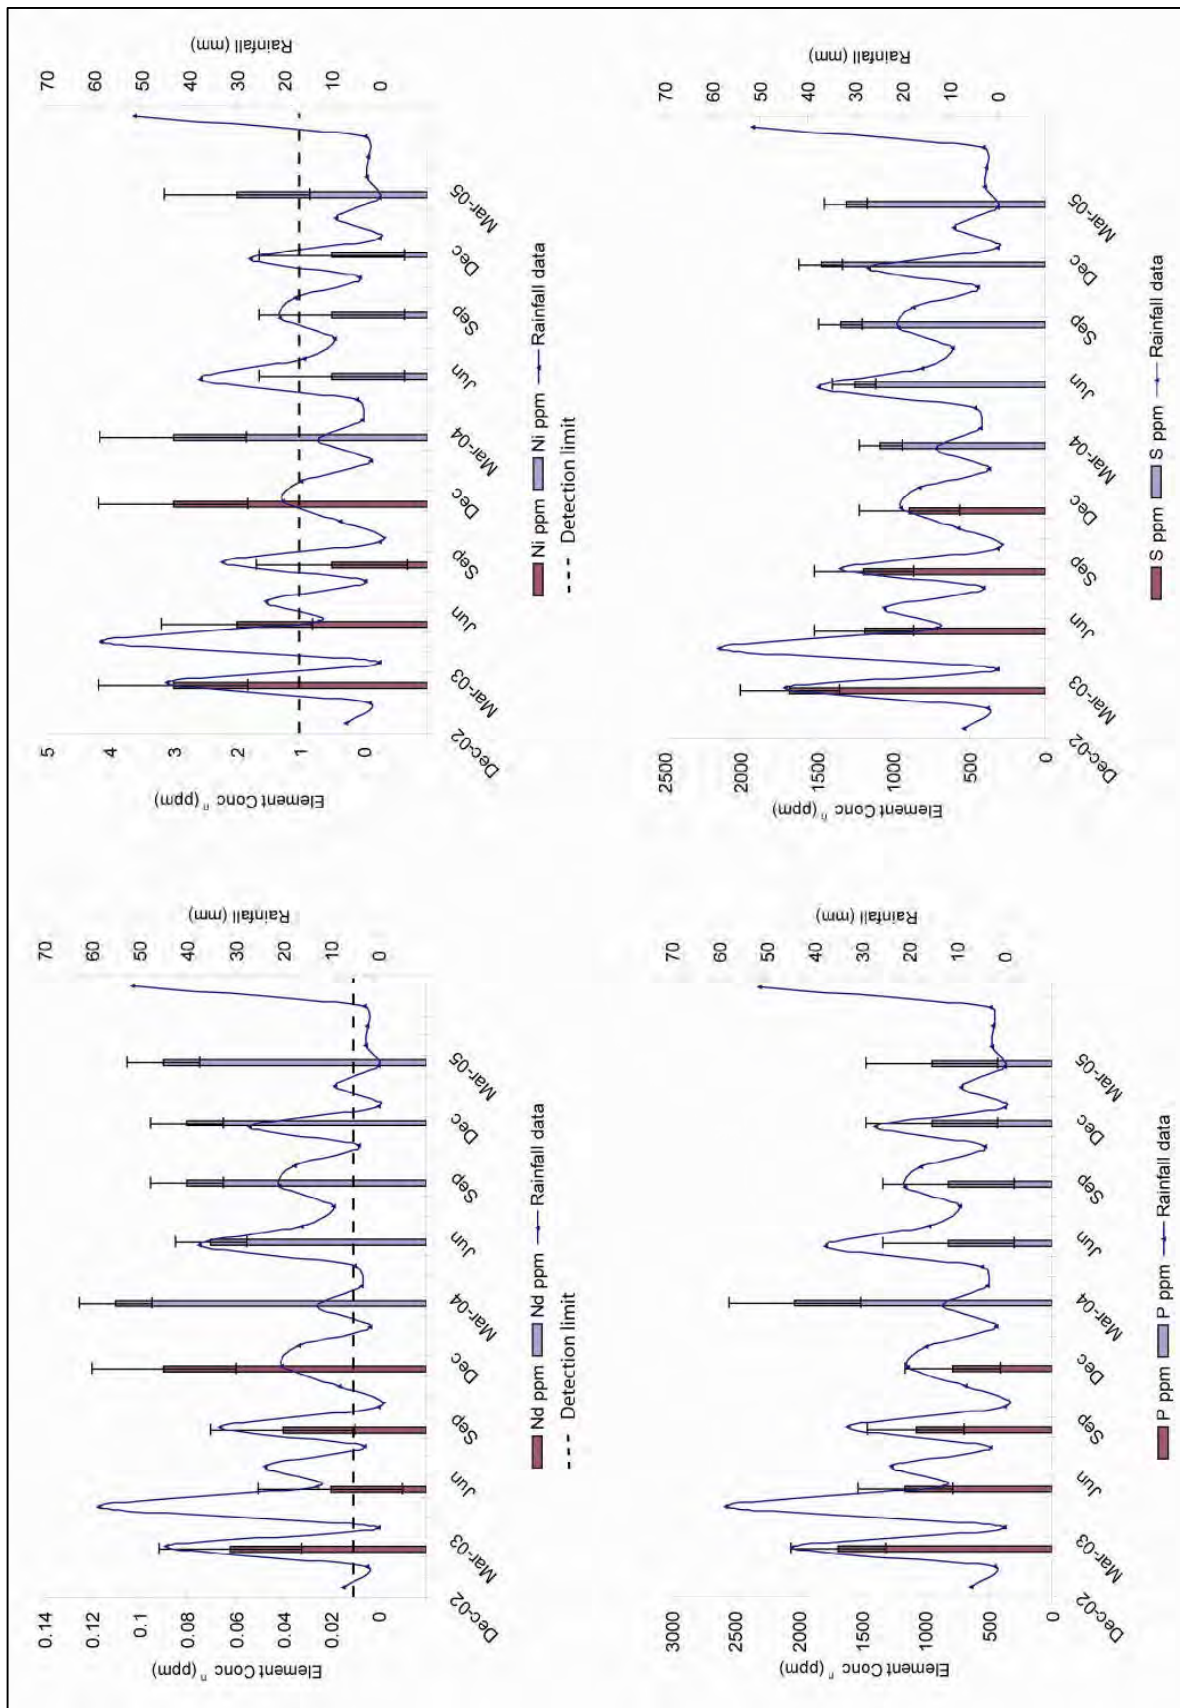 Rainfall (mm)
70 60 50 40 30 20 10 0
Mar-05
Dec
Sep
Jun
Mar-04
Dec
Sep
Jun
Mar-03
Dec-02
5 4 3 2 1 0
Element Conc ⁿ (ppm)
Ni ppm Ni ppm Rainfall data
Detection limit
Rainfall (mm)
70 60 50 40 30 20 10 0
Mar-05
Dec
Sep
Jun
Mar-04
Dec
Sep
Jun
Mar-03
Dec-02
2500 2000 1500 1000 500 0
Element Conc ⁿ (ppm)
S ppm S ppm Rainfall data
Rainfall (mm)
70 60 50 40 30 20 10 0
Mar-05
Dec
Sep
Jun
Mar-04
Dec
Sep
Jun
Mar-03
Dec-02
0.14 0.12 0.1 0.08 0.06 0.04 0.02 0
Element Conc ⁿ (ppm)
Nd ppm Nd ppm Rainfall data
Detection limit
Rainfall (mm)
70 60 50 40 30 20 10 0
Mar-05
Dec
Sep
Jun
Mar-04
Dec
Sep
Jun
Mar-03
Dec-02
3000 2500 2000 1500 1000 500 0
Element Conc ⁿ (ppm)
P ppm P ppm Rainfall data